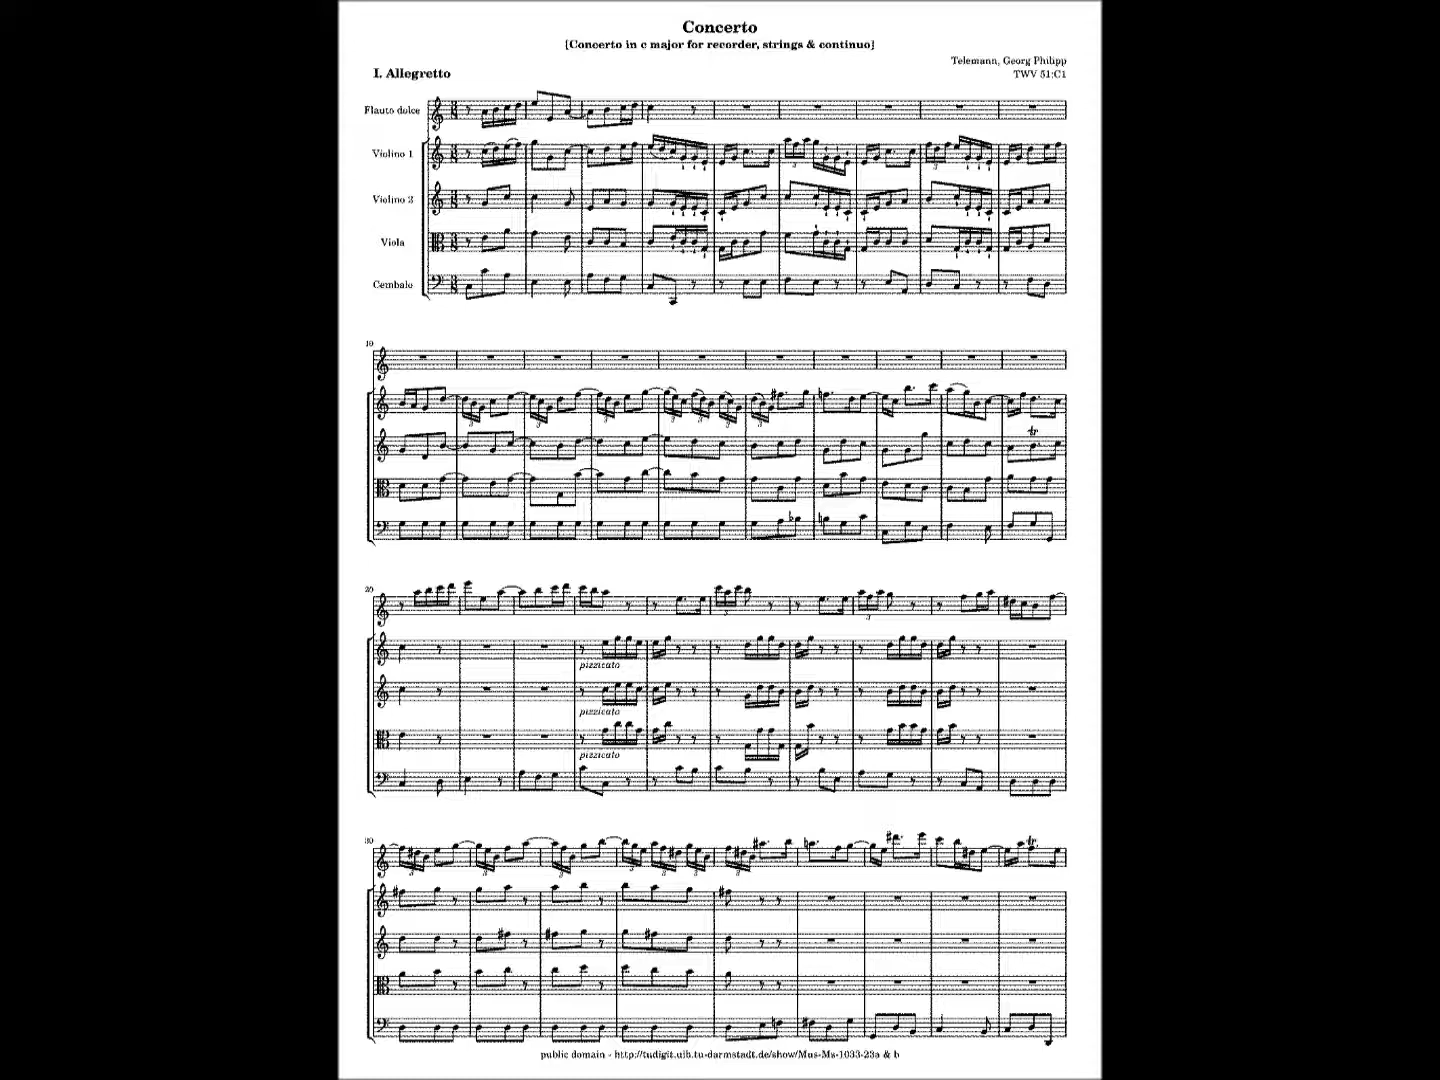 Concerto
[Concerto in c major for recorder, strings & continuo]
Telemann, Georg Philipp
TWV 51:C1
I. Allegretto
Flauto dolce
Violino 1
Violino 2
Viola
Cembalo
10
20
pizzicato
pizzicato
pizzicato
30
public domain - http://tudigit.ulb.tu-darmstadt.de/show/Mus-Ms-1033-23a & b